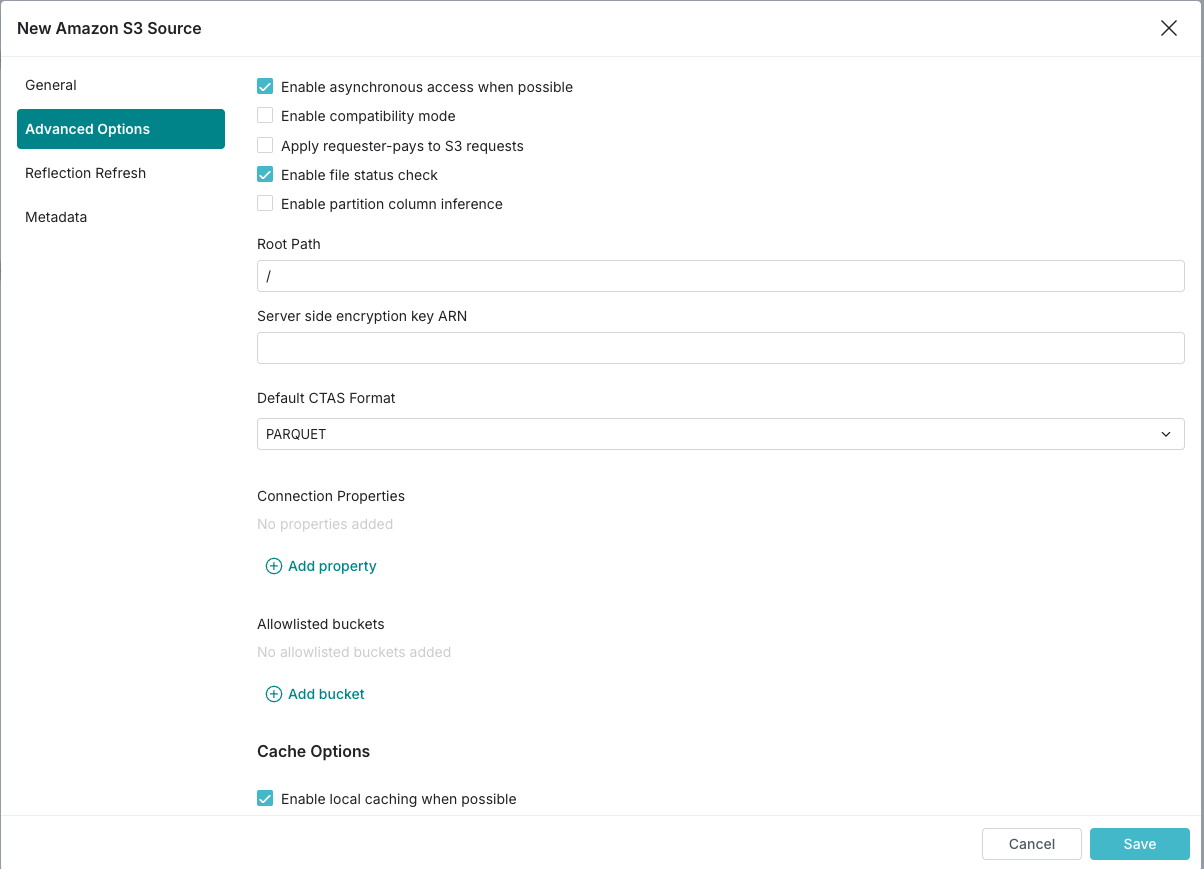 New Amazon S3 Source
General
Advanced Options
Reflection Refresh
Metadata
Enable asynchronous access when possible
Enable compatibility mode
Apply requester-pays to S3 requests
Enable file status check
Enable partition column inference
Root Path
/
Server side encryption key ARN
Default CTAS Format
PARQUET
Connection Properties
No properties added
Add property
Allowlisted buckets
No allowlisted buckets added
Add bucket
Cache Options
Enable local caching when possible
Cancel
Save